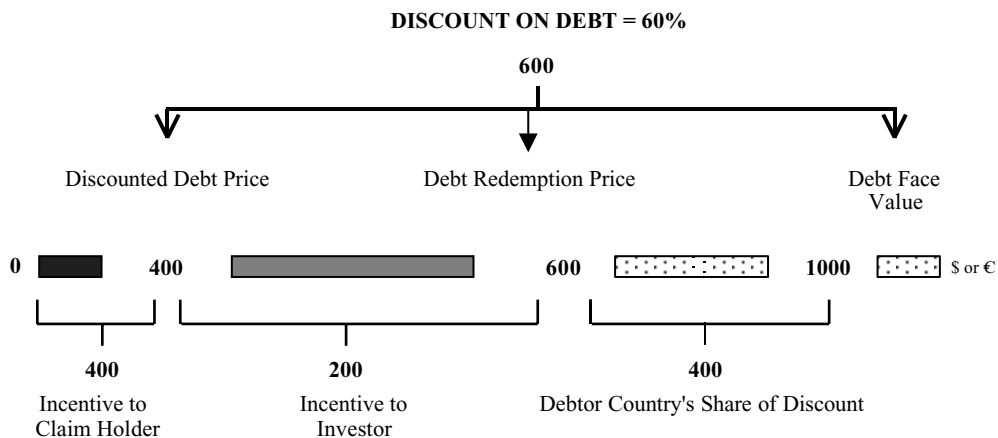 DISCOUNT ON DEBT = 60%
600
Discounted Debt Price
Debt Redemption Price
Debt Face
Value
0
400
600
1000
$ or €
400
200
400
Incentive to
Claim Holder
Incentive to
Investor
Debtor Country's Share of Discount